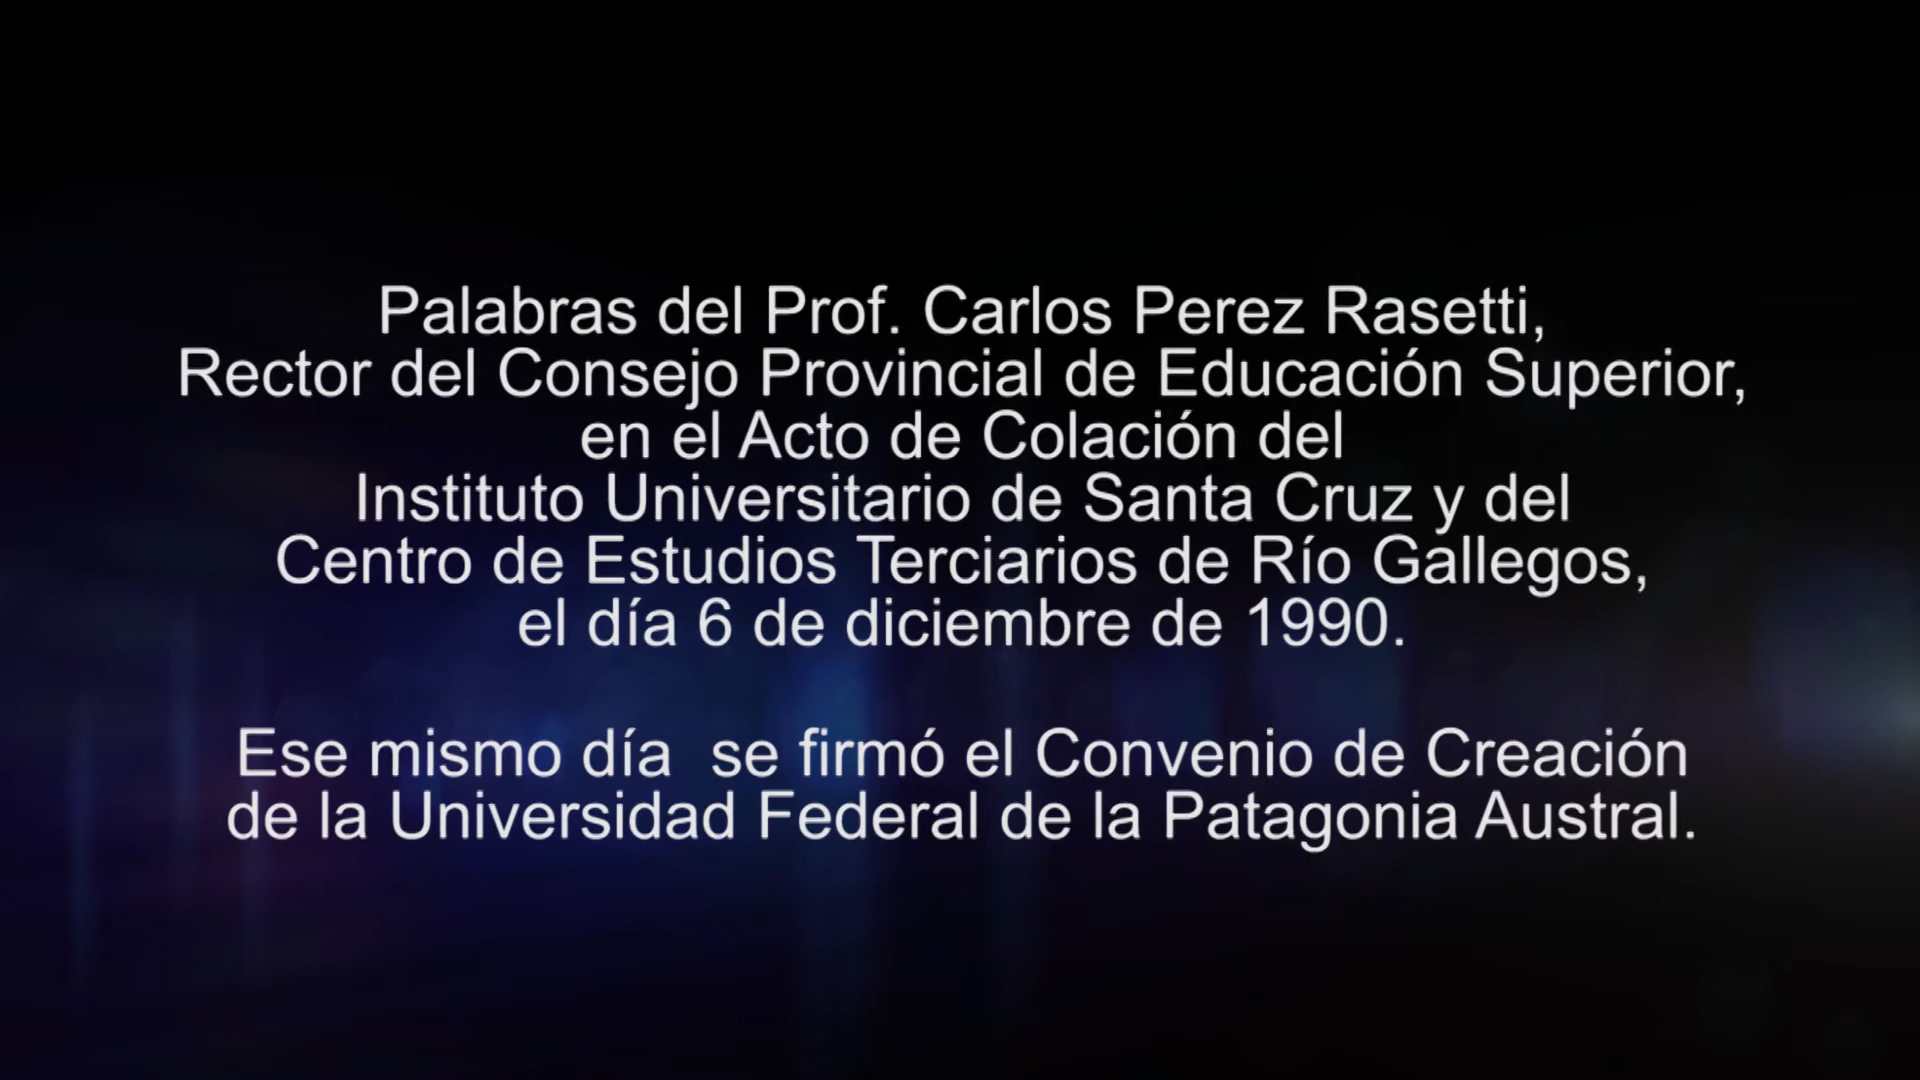 Palabras del Prof. Carlos Perez Rasetti,
Rector del Consejo Provincial de Educación Superior,
en el Acto de Colación del
Instituto Universitario de Santa Cruz y del
Centro de Estudios Terciarios de Río Gallegos,
el día 6 de diciembre de 1990.
Ese mismo día  se firmó el Convenio de Creación
de la Universidad Federal de la Patagonia Austral.